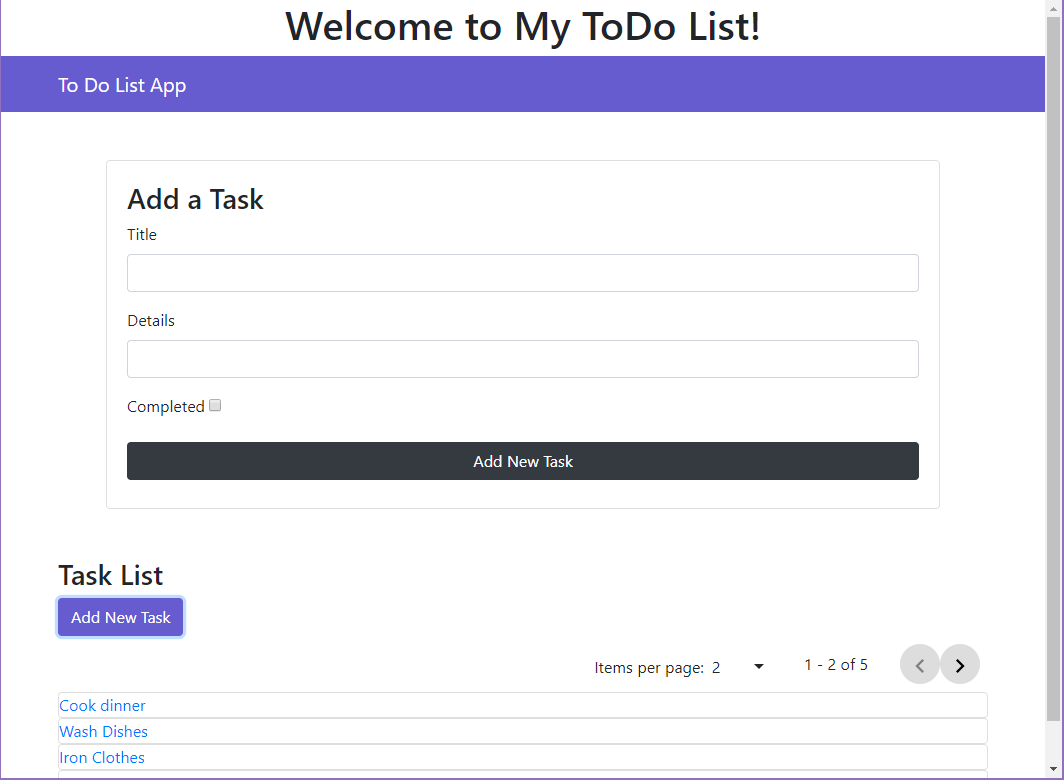 Welcome to My ToDo List!
To Do List App
Add a Task
Title
Details
Completed
Add New Task
Task List
Add New Task
Items per page: 2 1 - 2 of 5
Cook dinner
Wash Dishes
Iron Clothes